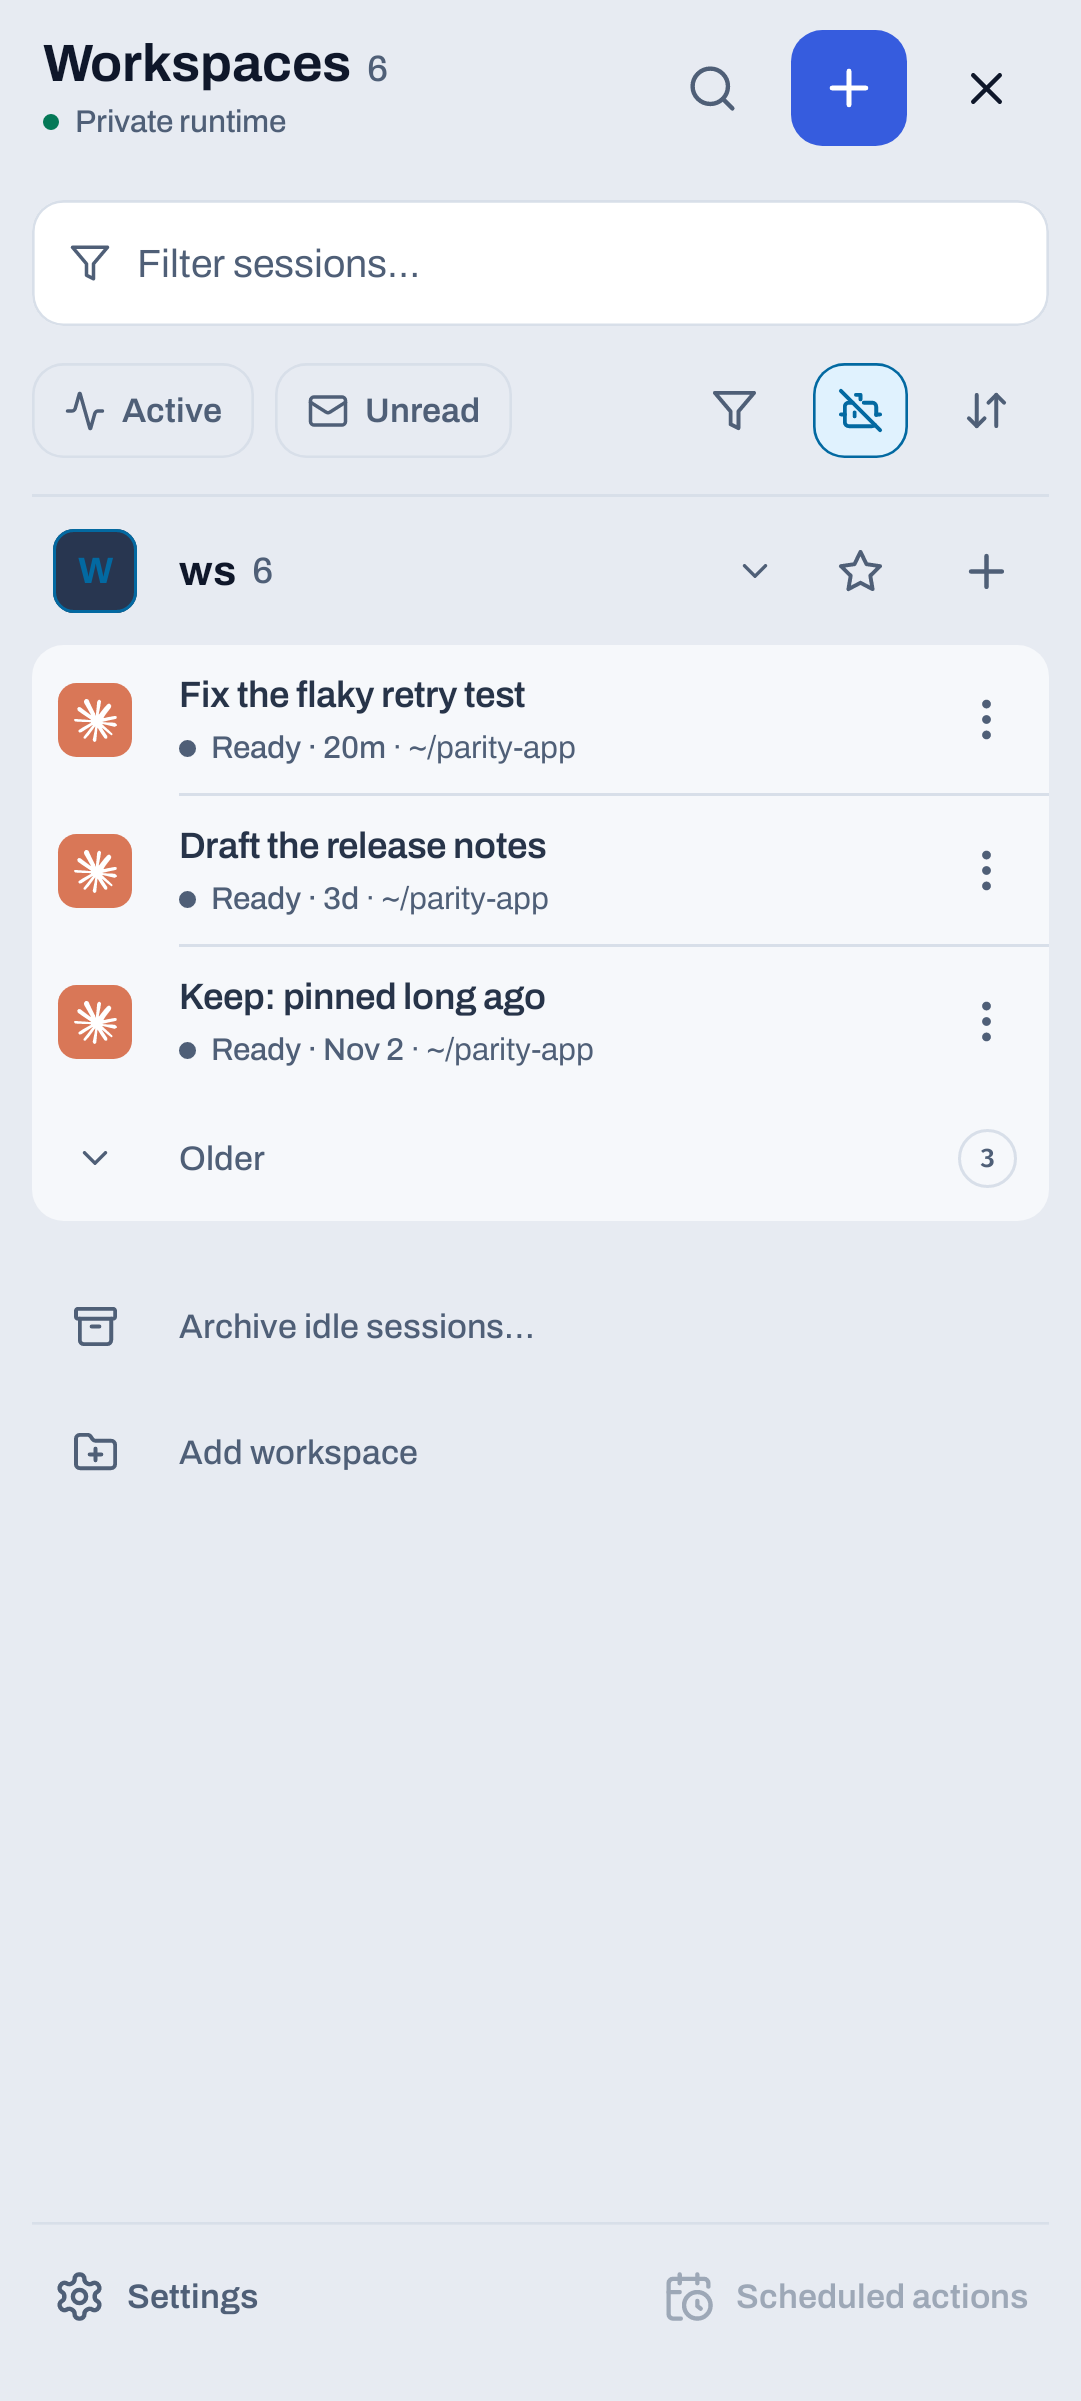 Workspaces 6
Private runtime
Filter sessions...
Active
Unread
W
ws 6
Fix the flaky retry test
Ready · 20m · ~/parity-app
Draft the release notes
Ready · 3d · ~/parity-app
Keep: pinned long ago
Ready · Nov 2 · ~/parity-app
Older
3
Archive idle sessions...
Add workspace
Settings
Scheduled actions